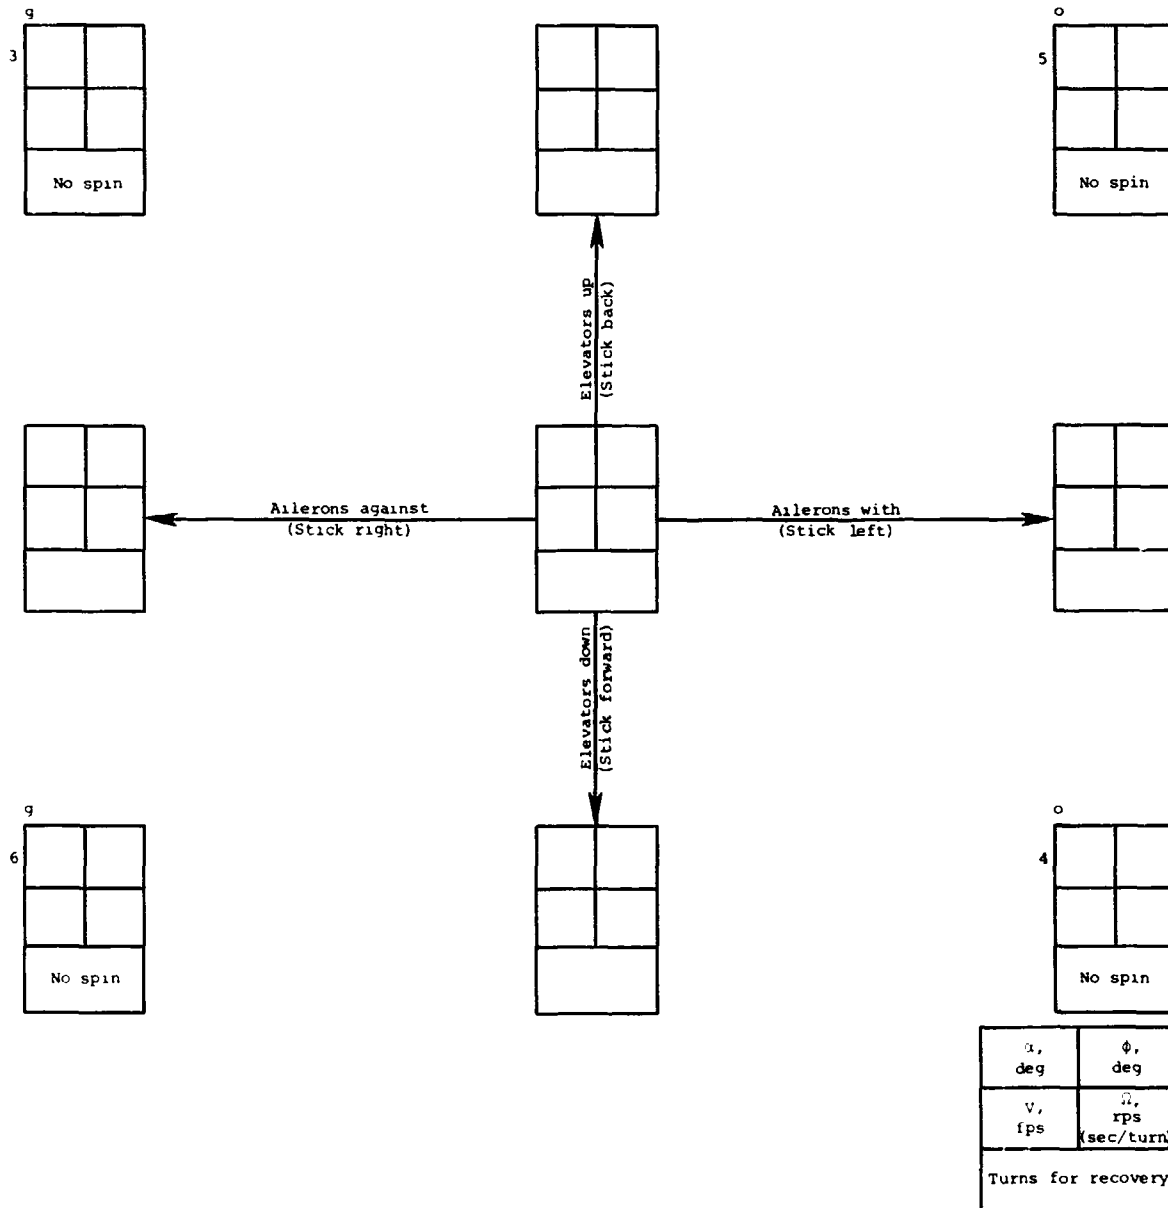 g
o
3
5
No spin
No spin
Elevators up
(Stick back)
Ailerons against
(Stick right)
Ailerons with
(Stick left)
Elevators down
(Stick forward)
g
o
6
4
No spin
No spin
α,
deg
φ,
deg
V,
fps
Ω,
rps
(sec/turn)
Turns for recovery